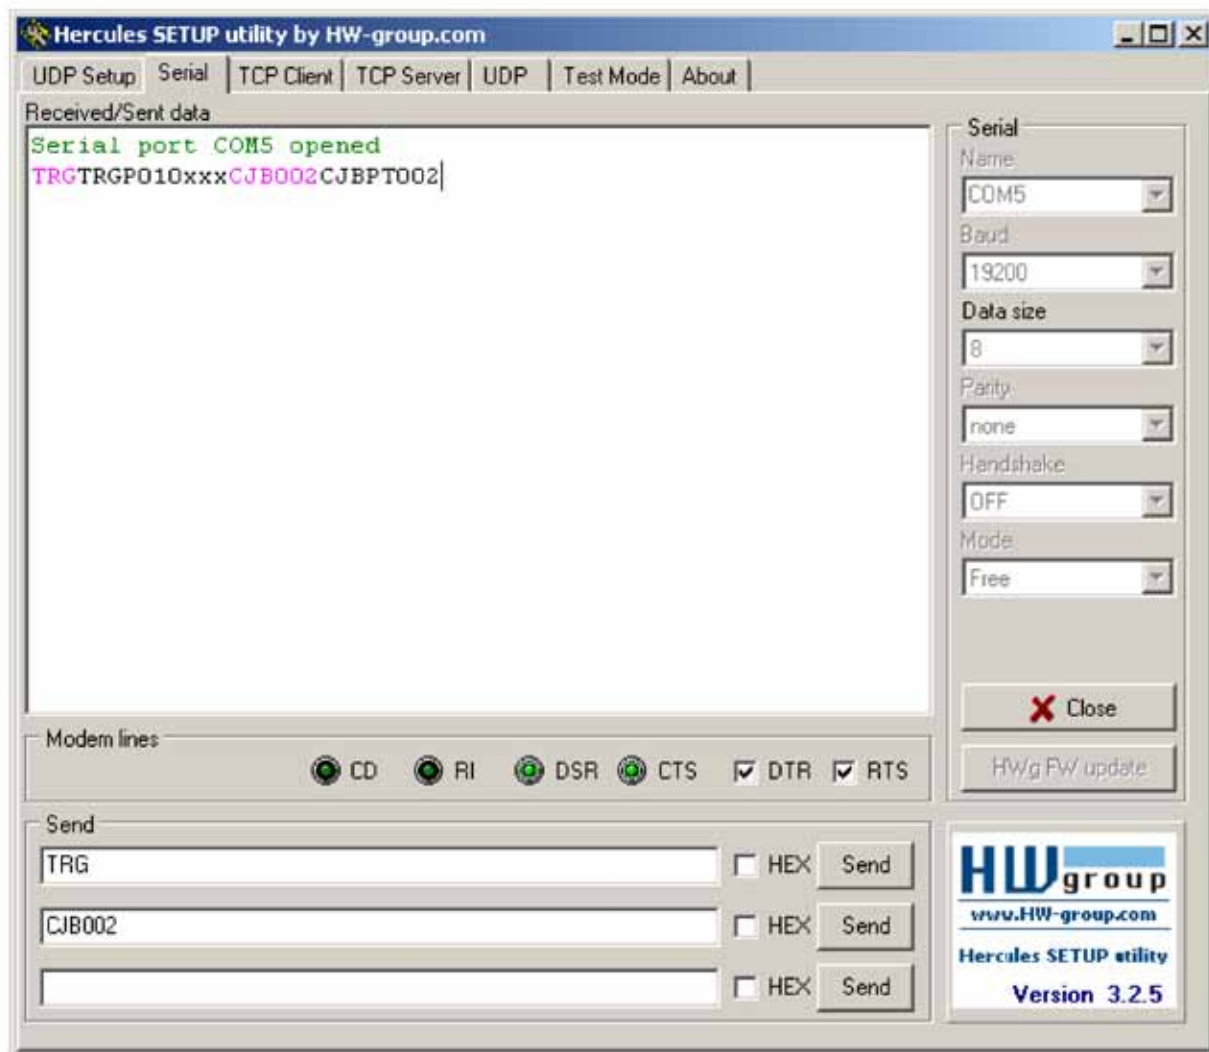 Hercules SETUP utility by HW-group.com
UDP Setup Serial TCP Client TCP Server UDP Test Mode About
Received/Sent data
Serial port COM5 opened
TRGTRGP010xxxCJB002CJBPT002
Serial
Name
COM5
Baud
19200
Data size
8
Parity
none
Handshake
OFF
Mode
Free
Close
HWg FW update
Modem lines
CD RI DSR CTS DTR RTS
Send
TRG HEX Send
CJB002 HEX Send
HEX Send
HW group
www.HW-group.com
Hercules SETUP utility
Version 3.2.5